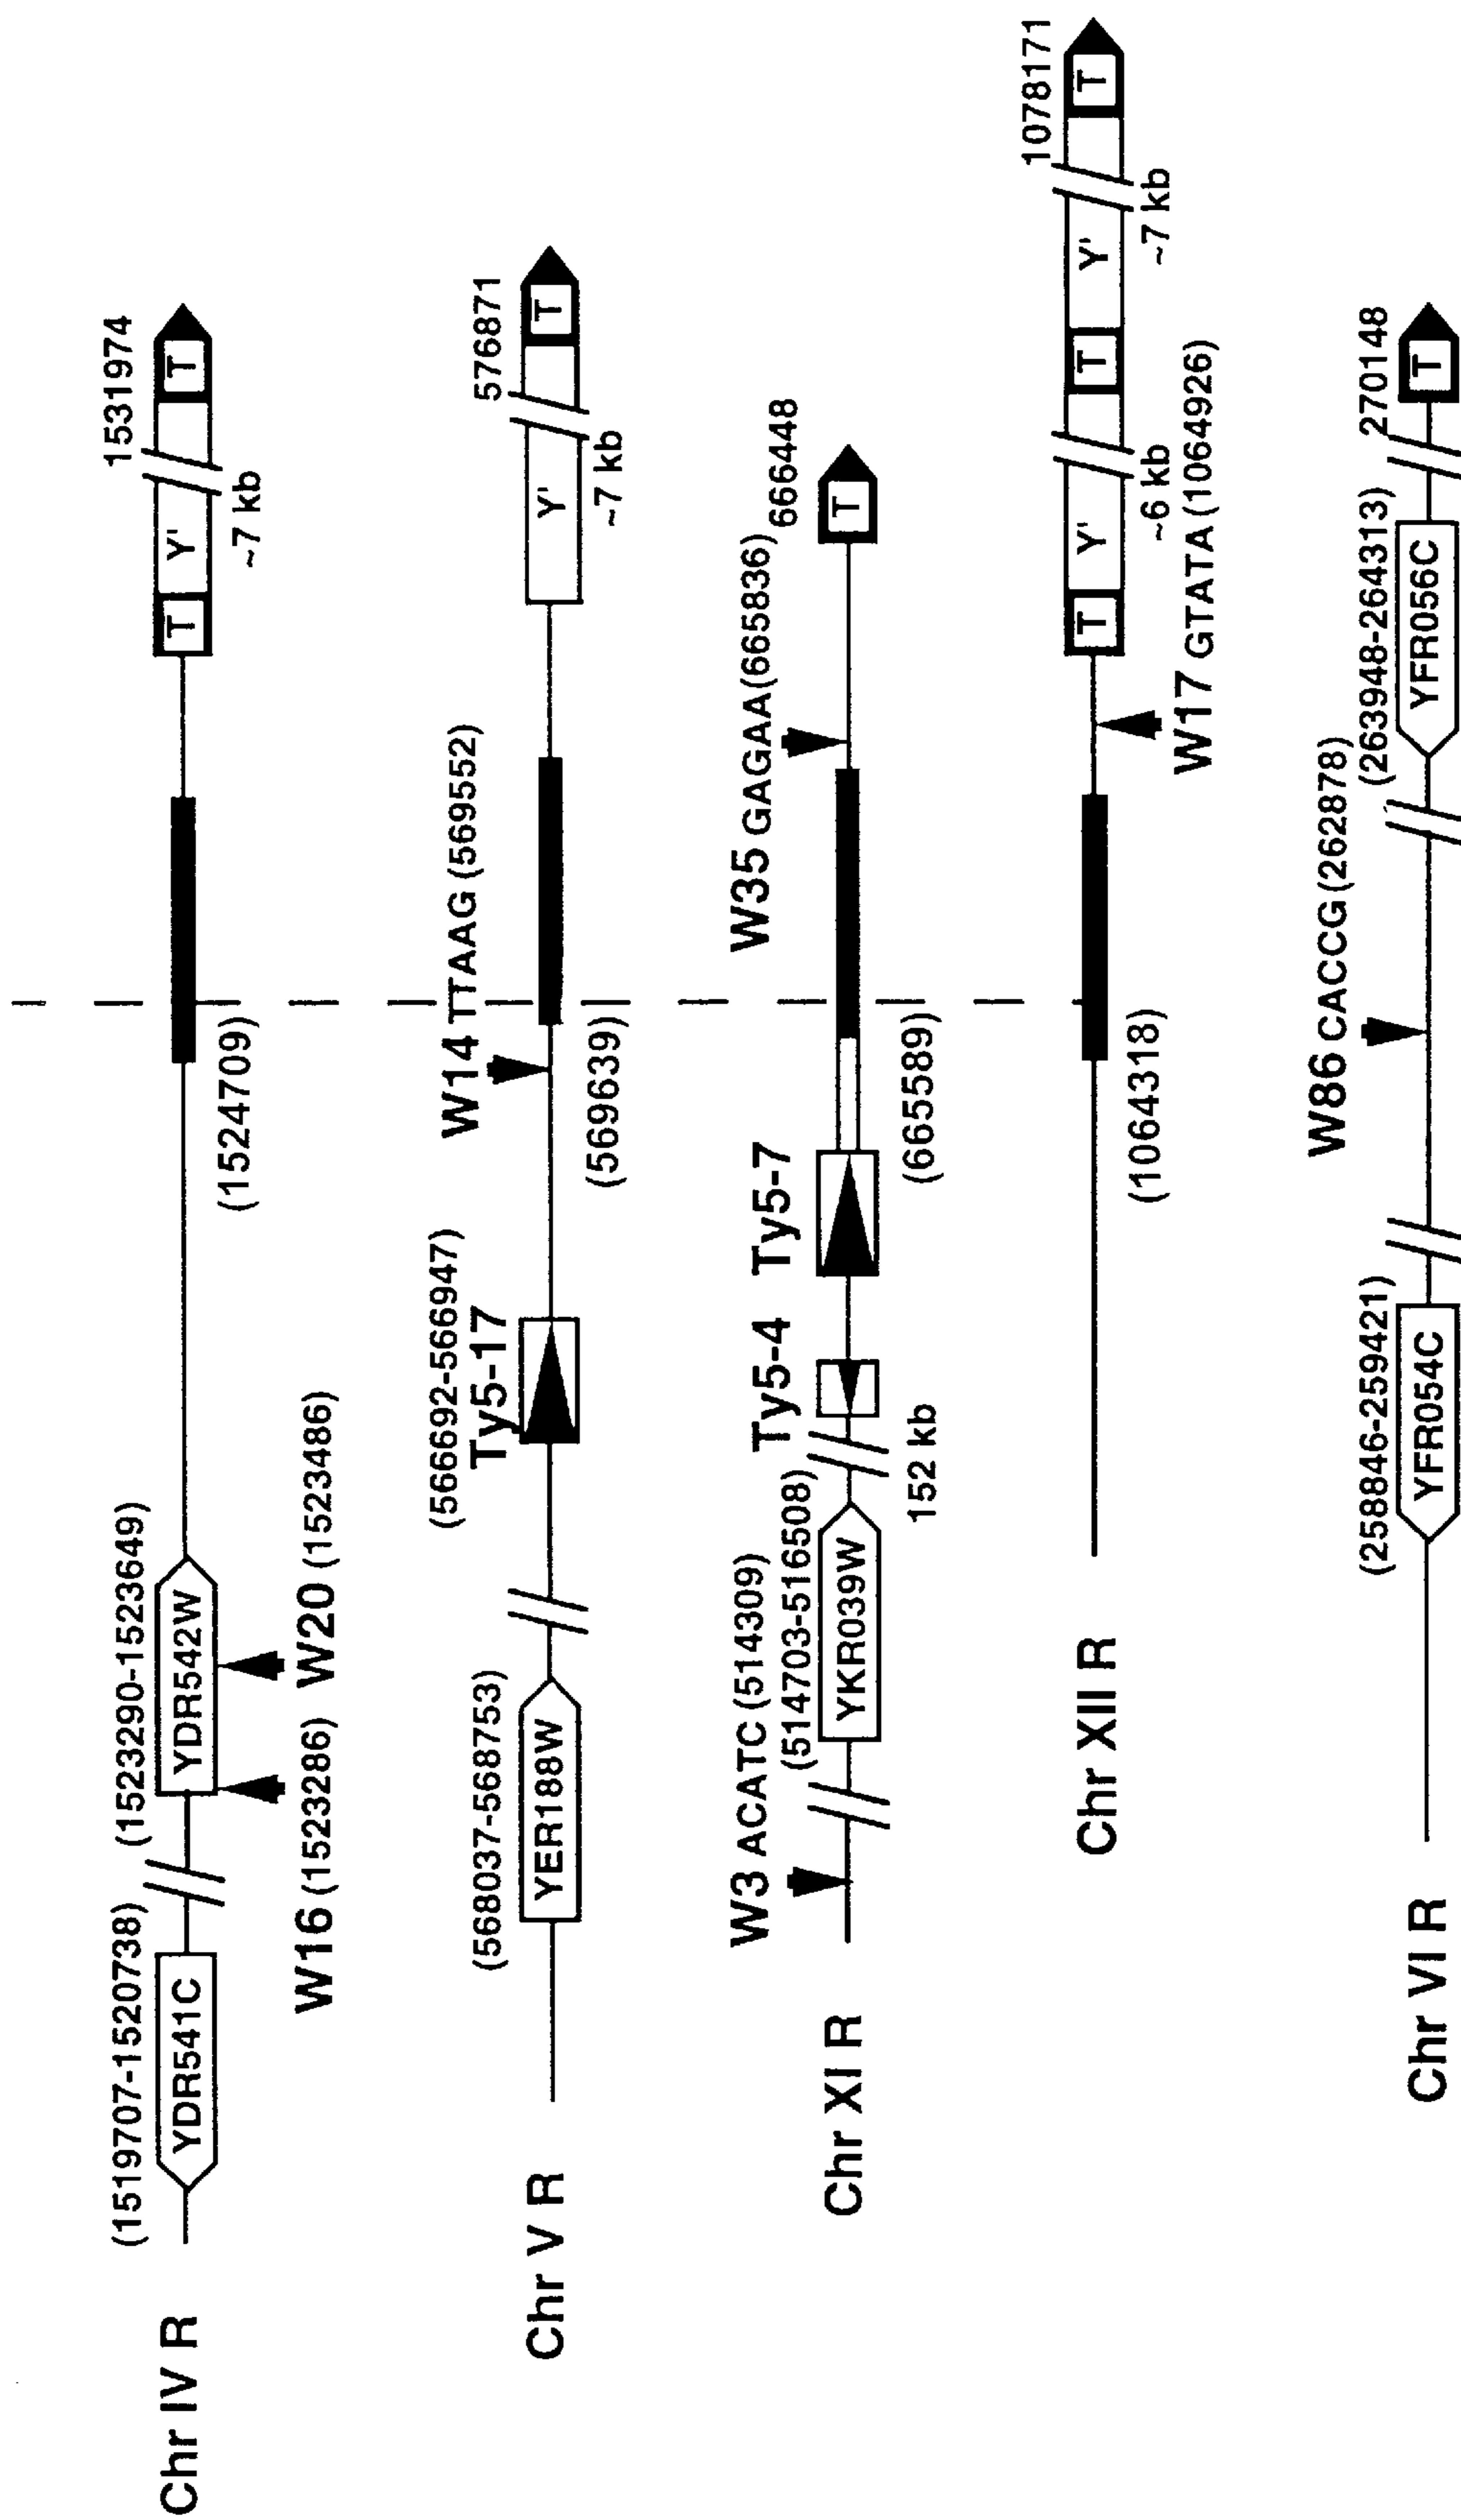 Chr IV R
(1519707-1520738)
YDR541C
(1523290-1523649)
YDR542W
W16 (1523286)
W20 (1523486)
(1524709)
T
Y'
~7 kb
1531974
T
Chr V R
(568037-568753)
YER188W
(566692-566947)
Ty5-17
W14 TTAAG (569552)
(569639)
Y'
~7 kb
576871
T
Chr XI R
W3 ACATC (514309)
(514703-516508)
YKR039W
152 kb
Ty5-4
Ty5-7
(665589)
W35 GAGAA (665836)
666448
T
Chr XII R
(1064318)
W17 GTATA (1064926)
T
Y'
~6 kb
T
Y'
~7 kb
1078171
T
Chr VI R
(258846-259421)
YFR054C
W86 CACCG (262878)
(263948-264313)
YFR056C
270148
T